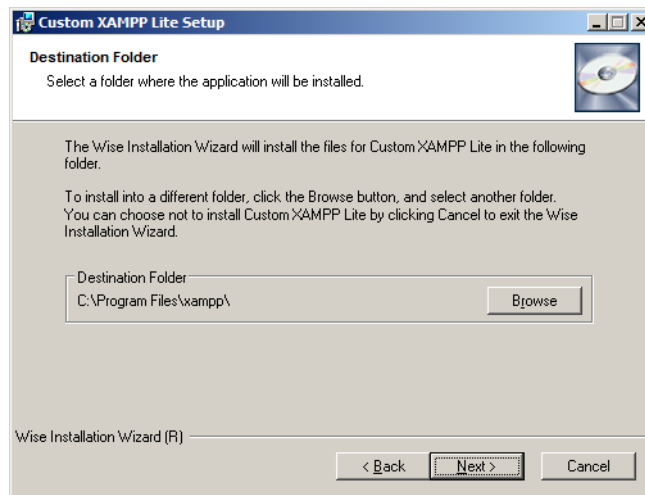 Custom XAMPP Lite Setup
Destination Folder
Select a folder where the application will be installed.
The Wise Installation Wizard will install the files for Custom XAMPP Lite in the following
folder.
To install into a different folder, click the Browse button, and select another folder.
You can choose not to install Custom XAMPP Lite by clicking Cancel to exit the Wise
Installation Wizard.
Destination Folder
C:\Program Files\xampp\
Browse
Wise Installation Wizard (R)
< Back
Next >
Cancel